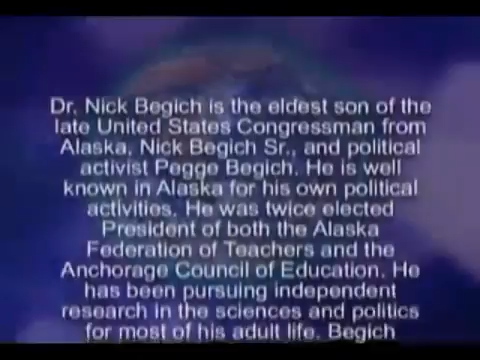 Dr. Nick Begich is the eldest son of the
late United States Congressman from
Alaska, Nick Begich Sr., and political
activist Pegge Begich. He is well
known in Alaska for his own political
activities. He was twice elected
President of both the Alaska
Federation of Teachers and the
Anchorage Council of Education. He
has been pursuing independent
research in the sciences and politics
for most of his adult life. Begich